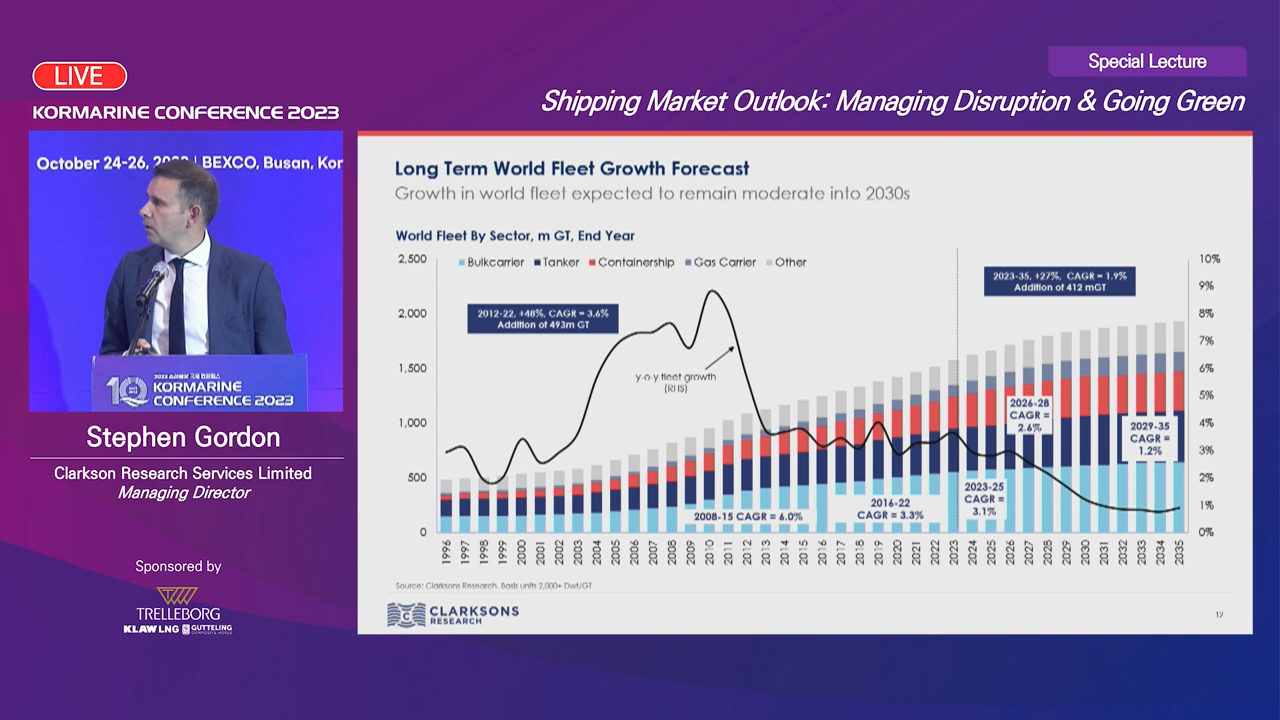 LIVE
KORMARINE CONFERENCE 2023
Special Lecture
Shipping Market Outlook: Managing Disruption & Going Green
October 24-26, | BEXCO, Busan, Kor
KORMARINE
CONFERENCE 2023
Stephen Gordon
Clarkson Research Services Limited
Managing Director
Sponsored by
TRELLEBORG
KLAW LNG GUTTELING
COMPOSITE HOSES
Long Term World Fleet Growth Forecast
Growth in world fleet expected to remain moderate into 2030s
World Fleet By Sector, m GT, End Year
Bulkcarrier Tanker Containership Gas Carrier Other
2,500
2,000
1,500
1,000
500
0
10%
9%
8%
7%
6%
5%
4%
3%
2%
1%
0%
2012-22, +48%, CAGR = 3.6%
Addition of 493m GT
2023-35, +27%, CAGR = 1.9%
Addition of 412 mGT
y-o-y fleet growth
(RHS)
2008-15 CAGR = 6.0%
2016-22
CAGR = 3.3%
2023-25
CAGR =
3.1%
2026-28
CAGR =
2.6%
2029-35
CAGR =
1.2%
1996 1997 1998 1999 2000 2001 2002 2003 2004 2005 2006 2007 2008 2009 2010 2011 2012 2013 2014 2015 2016 2017 2018 2019 2020 2021 2022 2023 2024 2025 2026 2027 2028 2029 2030 2031 2032 2033 2034 2035
Source: Clarksons Research. Basis units 2,000+ Dwt/GT
CLARKSONS
RESEARCH
12